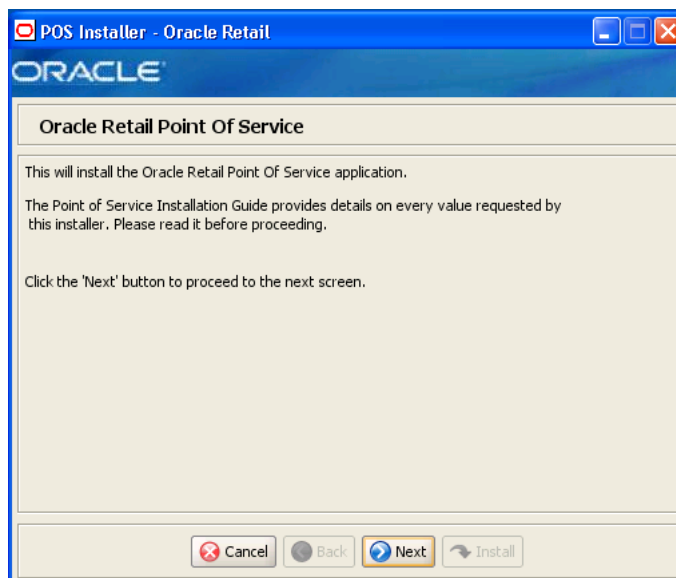 POS Installer - Oracle Retail
ORACLE
Oracle Retail Point Of Service
This will install the Oracle Retail Point Of Service application.
The Point of Service Installation Guide provides details on every value requested by
this installer. Please read it before proceeding.
Click the 'Next' button to proceed to the next screen.
Cancel Back Next Install